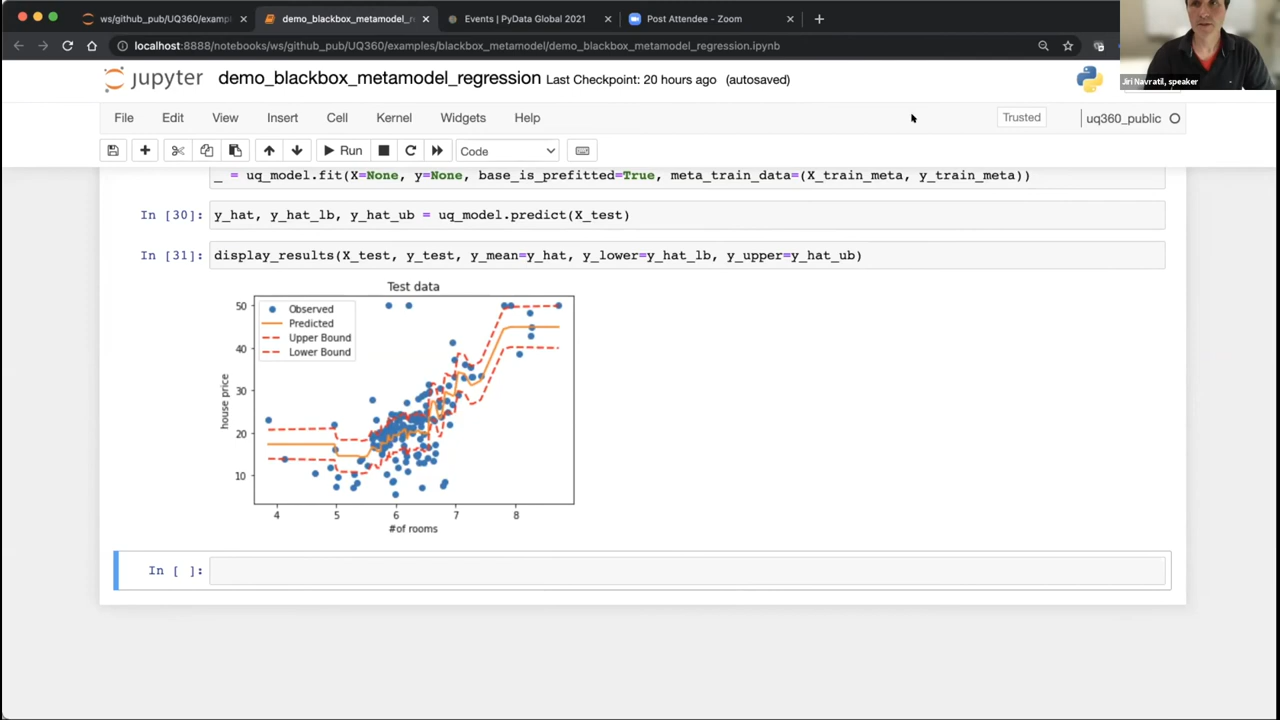 ws/github_pub/UQ360/examp
demo_blackbox_metamodel_r
Events | PyData Global 2021
Post Attendee - Zoom
localhost:8888/notebooks/ws/github_pub/UQ360/examples/blackbox_metamodel/demo_blackbox_metamodel_regression.ipynb
Jiri Navratil, speaker
jupyter demo_blackbox_metamodel_regression Last Checkpoint: 20 hours ago (autosaved)
File Edit View Insert Cell Kernel Widgets Help Trusted uq360_public
Run Code
_ = uq_model.fit(X=None, y=None, base_is_prefitted=True, meta_train_data=(X_train_meta, y_train_meta))
In [30]: y_hat, y_hat_lb, y_hat_ub = uq_model.predict(X_test)
In [31]: display_results(X_test, y_test, y_mean=y_hat, y_lower=y_hat_lb, y_upper=y_hat_ub)
Test data
Observed
Predicted
Upper Bound
Lower Bound
house price
50
40
30
20
10
4 5 6 7 8
#of rooms
In [ ]: